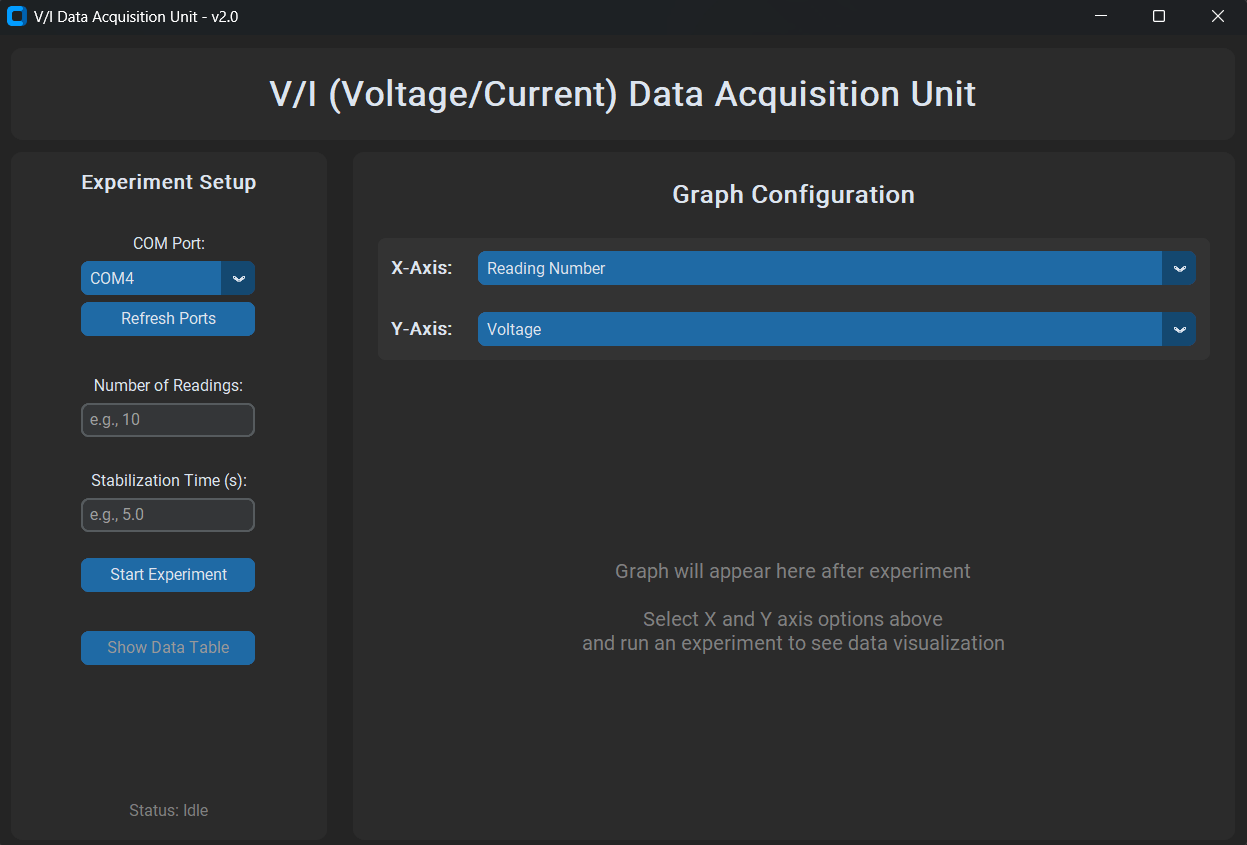 V/I Data Acquisition Unit - v2.0
V/I (Voltage/Current) Data Acquisition Unit
Experiment Setup
COM Port:
COM4
Refresh Ports
Number of Readings:
e.g., 10
Stabilization Time (s):
e.g., 5.0
Start Experiment
Show Data Table
Status: Idle
Graph Configuration
X-Axis:
Reading Number
Y-Axis:
Voltage
Graph will appear here after experiment
Select X and Y axis options above
and run an experiment to see data visualization